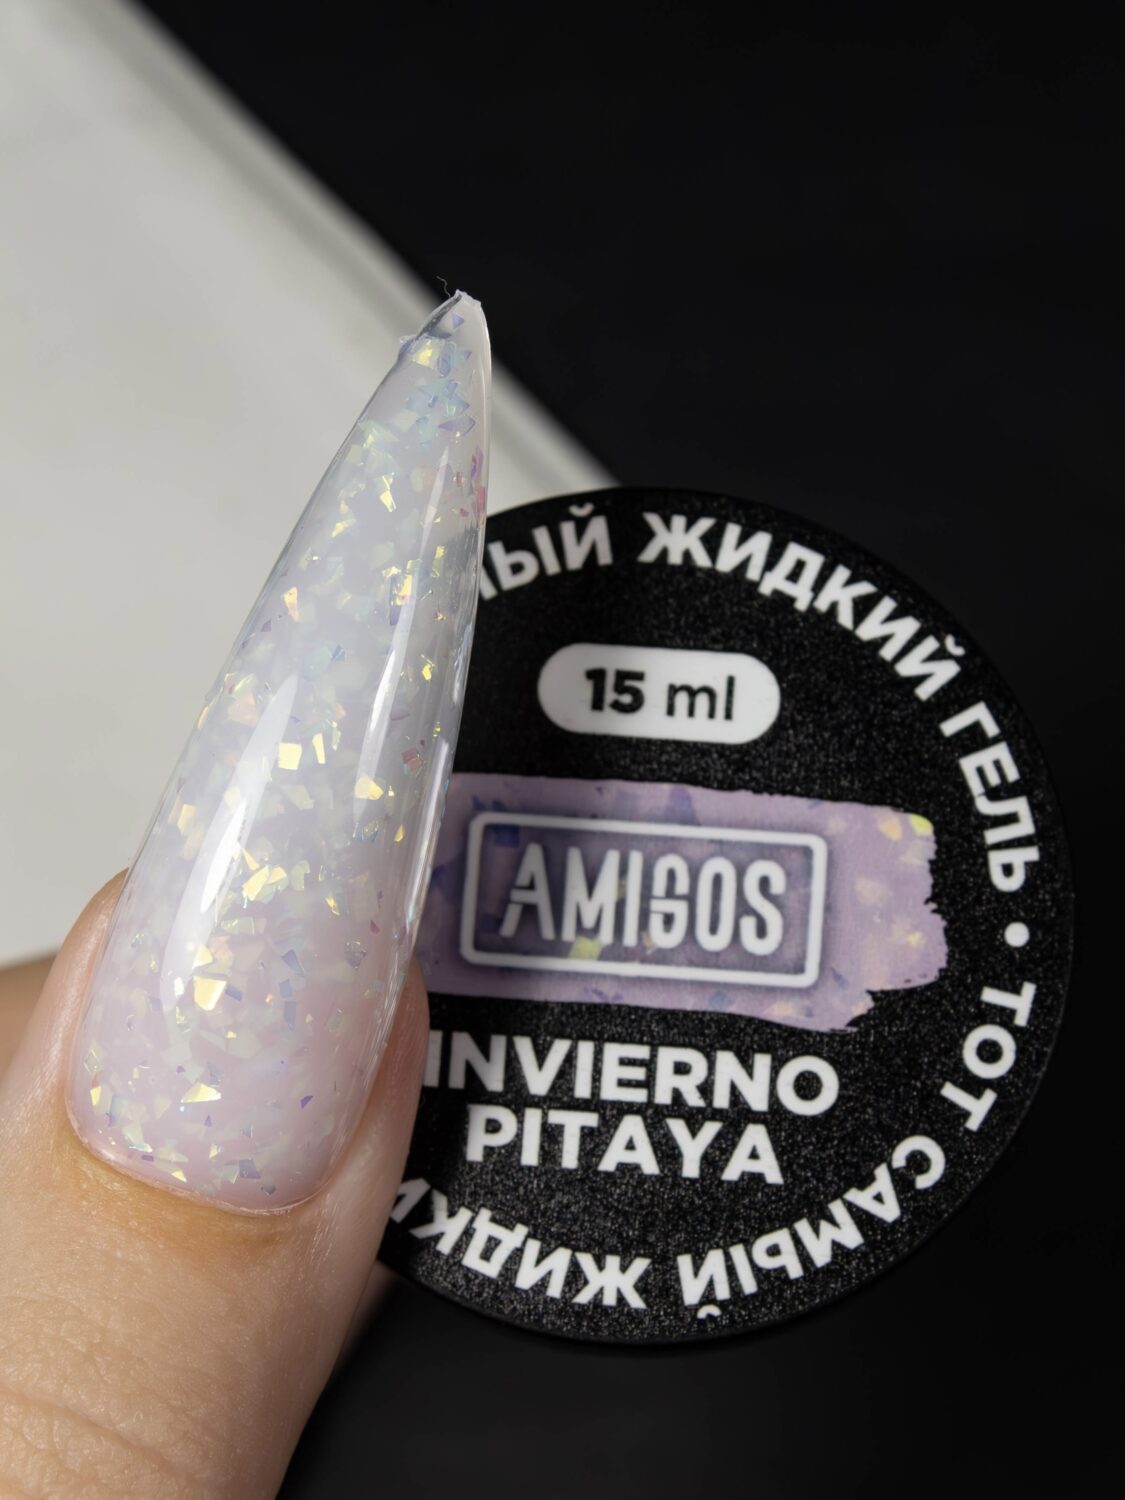 ЫЙ ЖИДКИЙ ГЕЛЬ • ТОТ САМЫЙ ЖИДКИ
15 ml
AMIGOS
INVIERNO
PITAYA